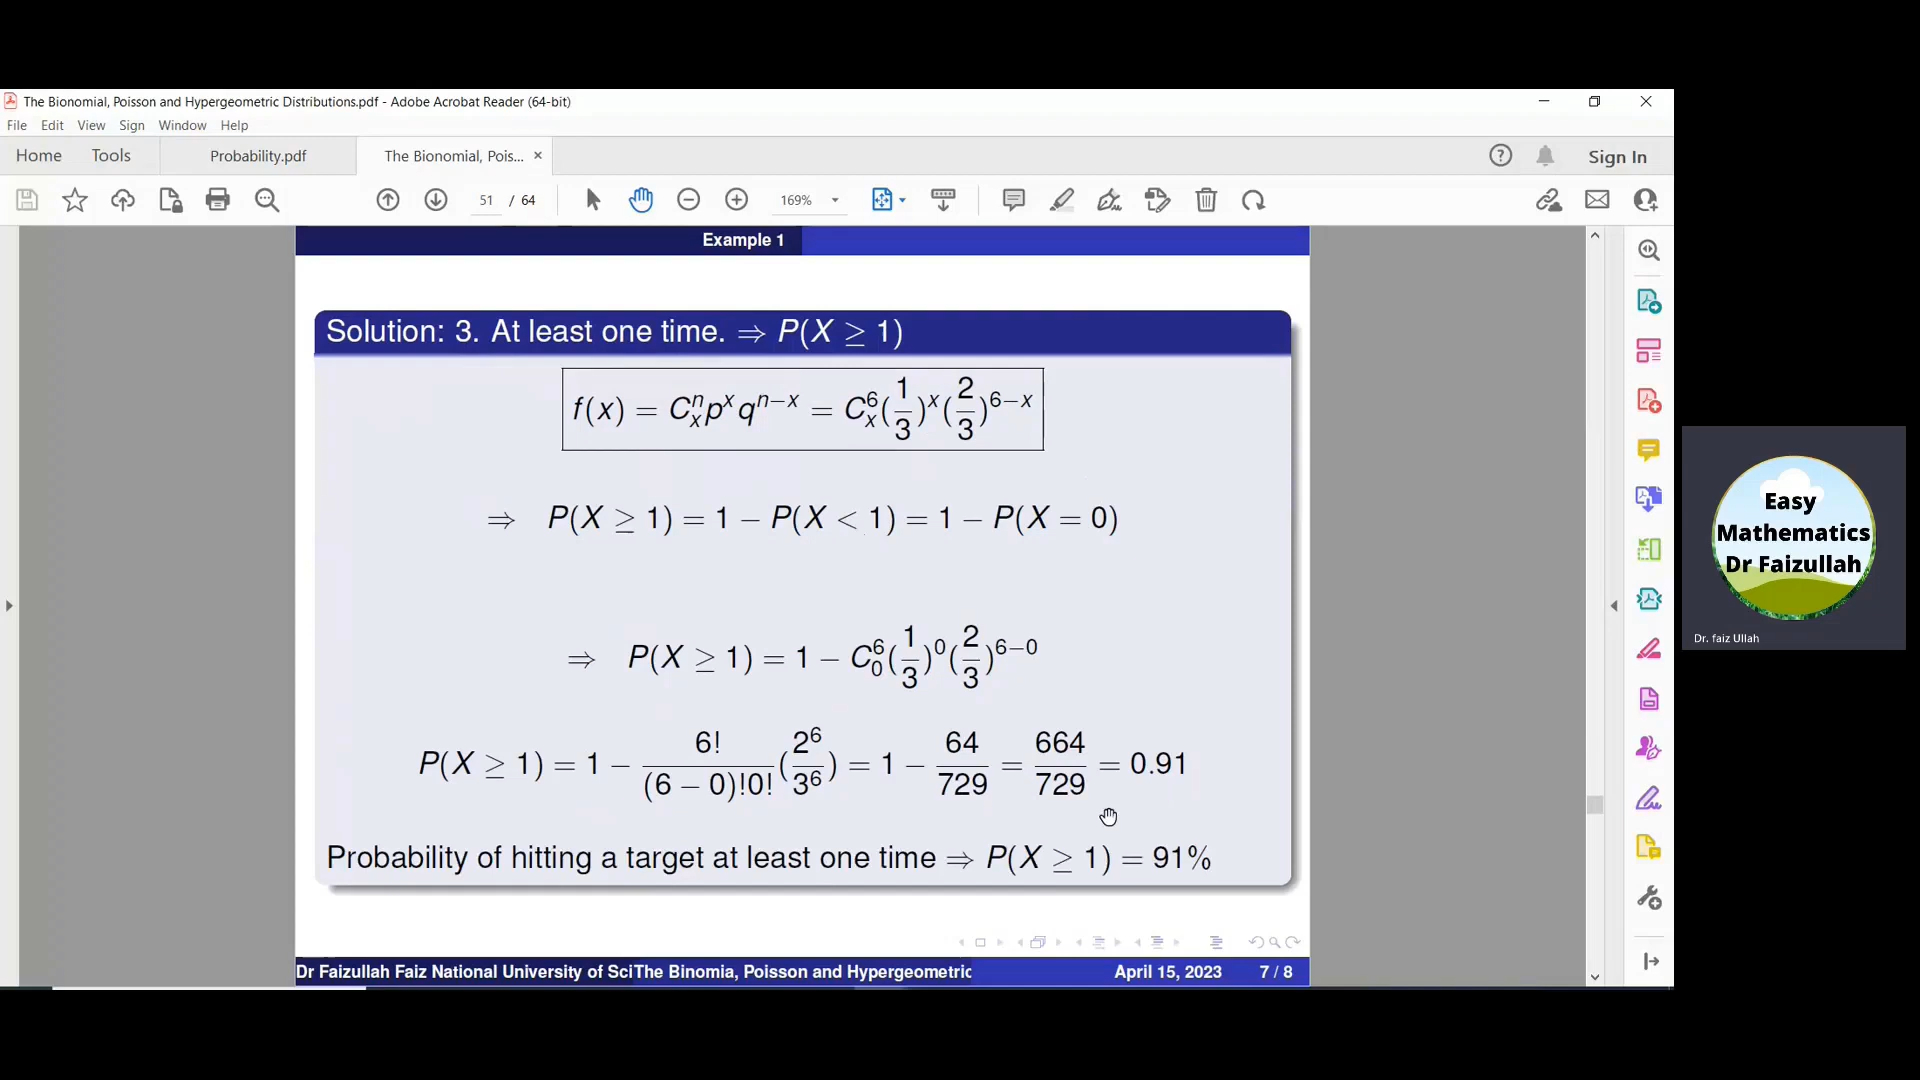 The Bionomial, Poisson and Hypergeometric Distributions.pdf - Adobe Acrobat Reader (64-bit)
File Edit View Sign Window Help
Home Tools Probability.pdf The Bionomial, Pois... ×
Sign In
51 / 64 169%
Example 1
Solution: 3. At least one time. ⇒ P(X ≥ 1)
f(x) = C^n_x p^x q^{n−x} = C^6_x (1/3)^x (2/3)^{6−x}
⇒ P(X ≥ 1) = 1 − P(X < 1) = 1 − P(X = 0)
⇒ P(X ≥ 1) = 1 − C^6_0 (1/3)^0 (2/3)^{6−0}
P(X ≥ 1) = 1 − 6!/((6 − 0)!0!) (2^6/3^6) = 1 − 64/729 = 664/729 = 0.91
Probability of hitting a target at least one time ⇒ P(X ≥ 1) = 91%
Dr Faizullah Faiz National University of Sci The Binomia, Poisson and Hypergeometric April 15, 2023 7 / 8
Easy
Mathematics
Dr Faizullah
Dr. faiz Ullah